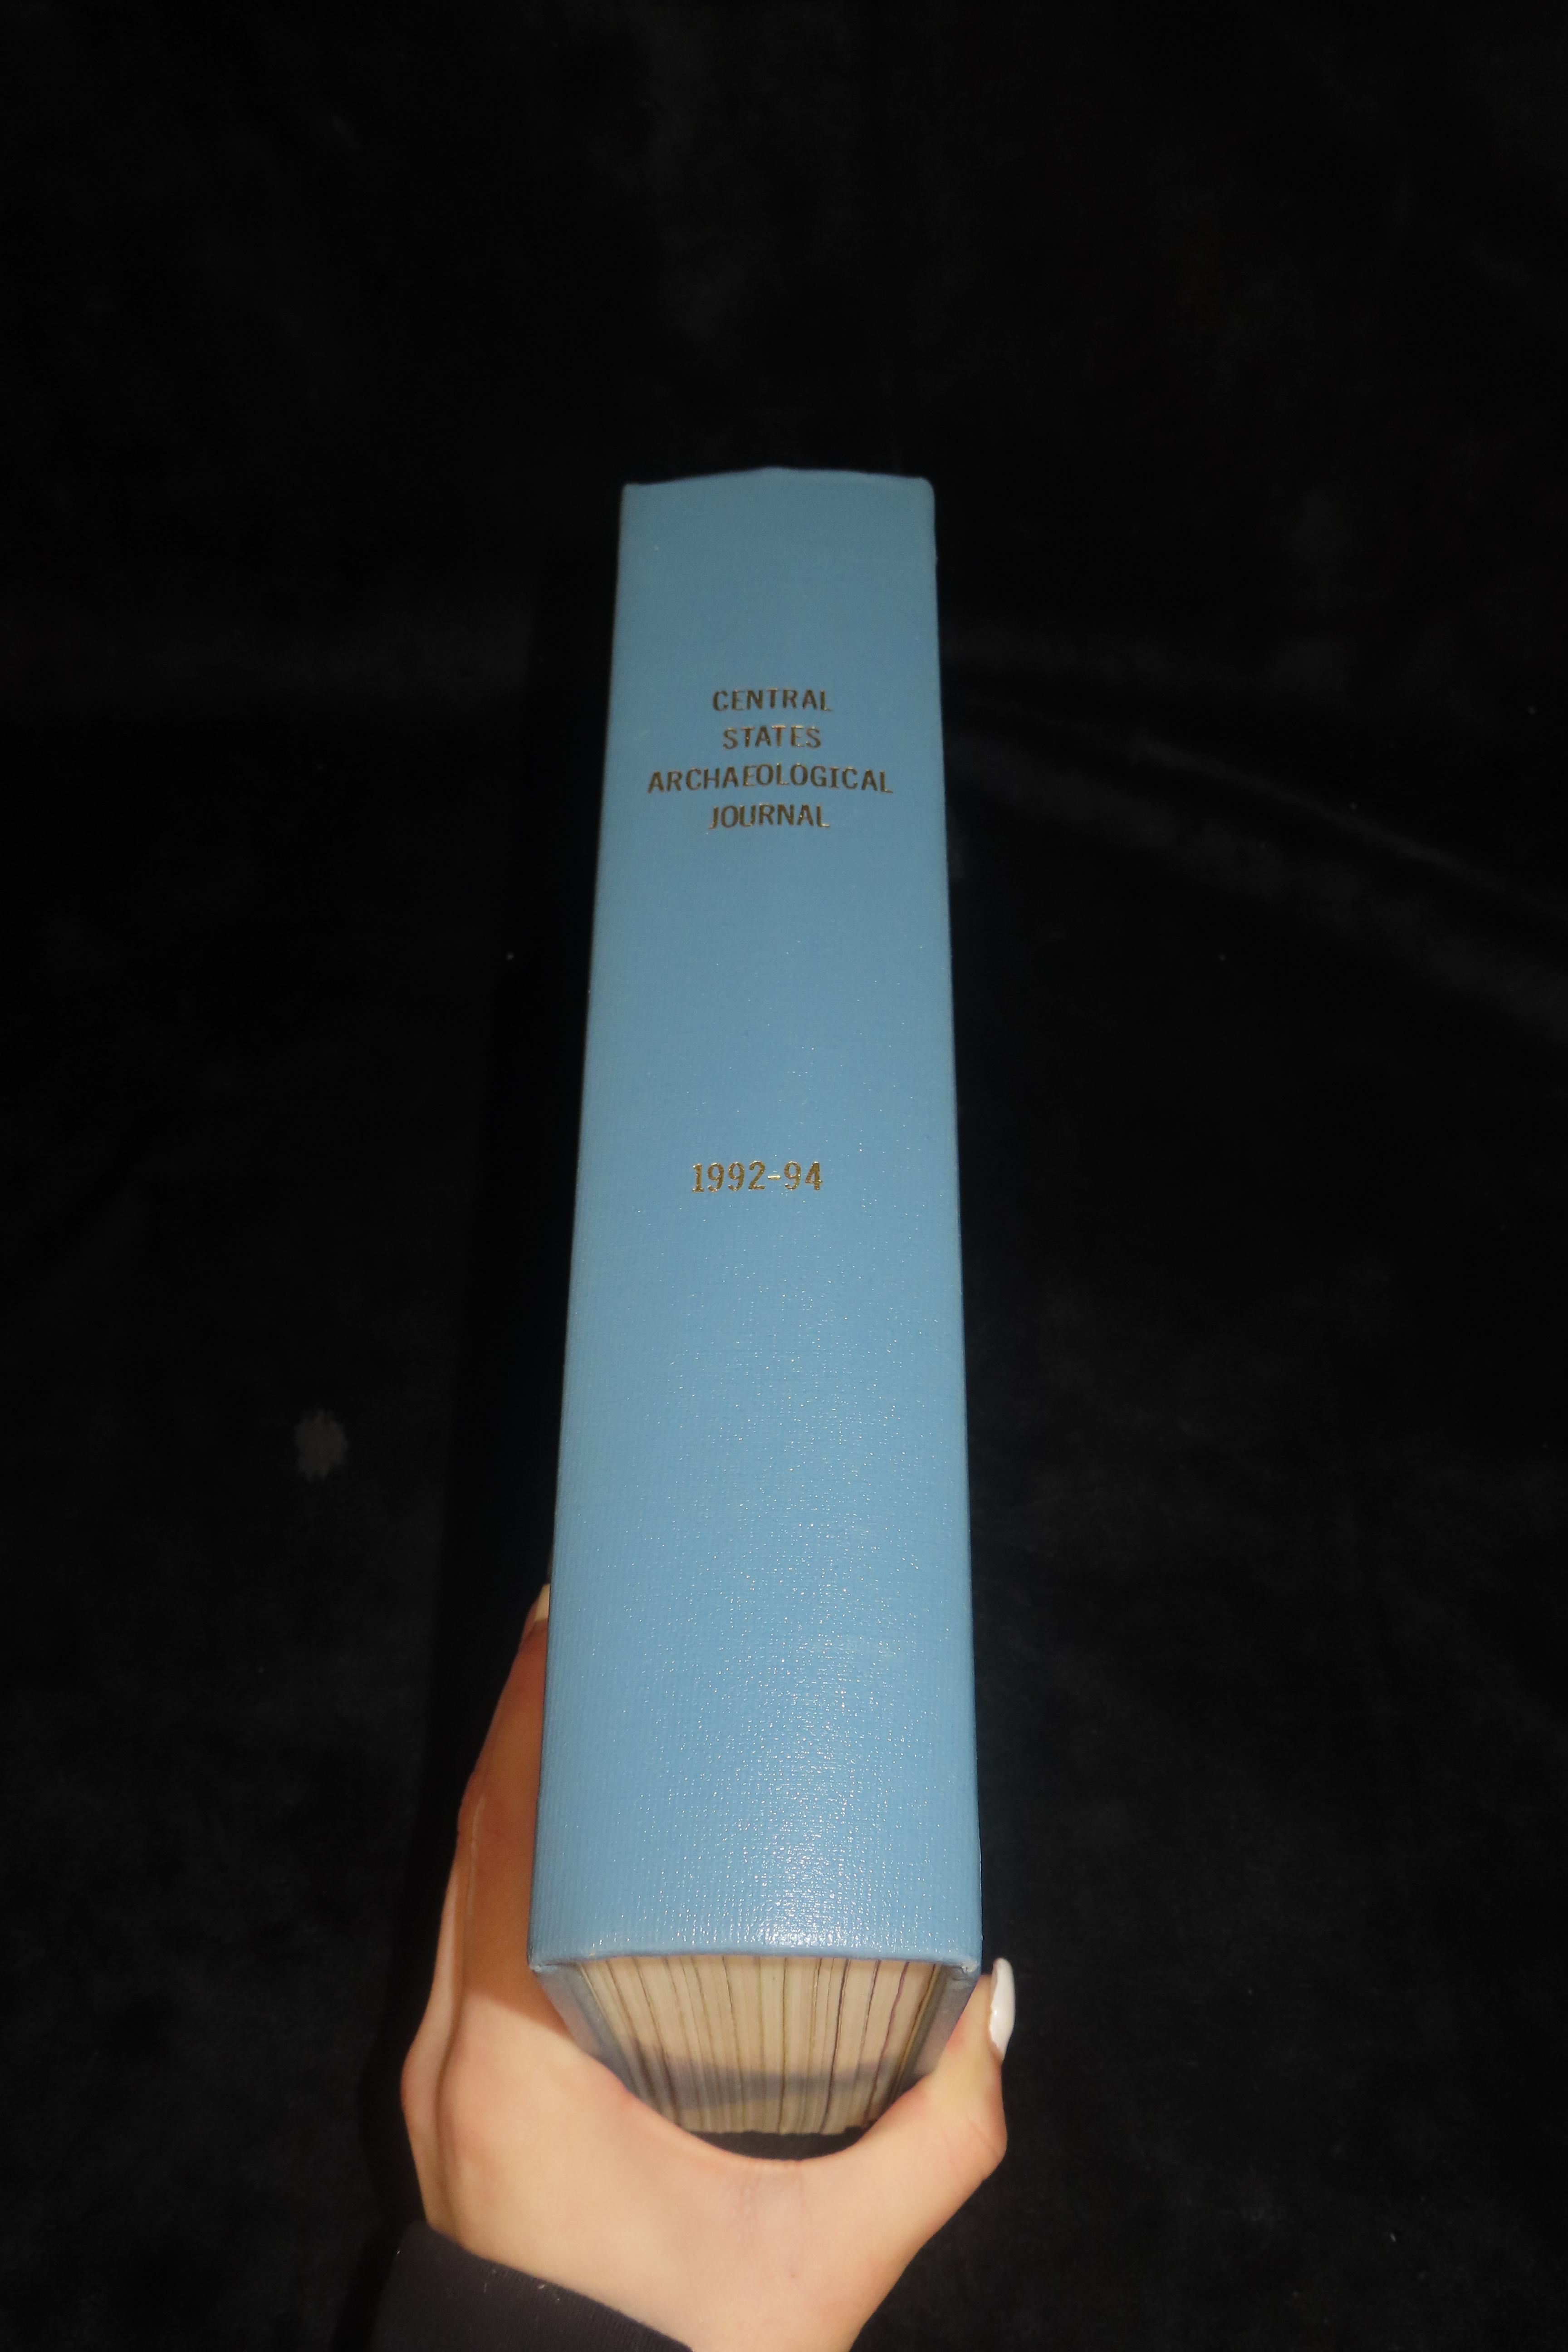 CENTRAL
STATES
ARCHAEOLOGICAL
JOURNAL
1992-94